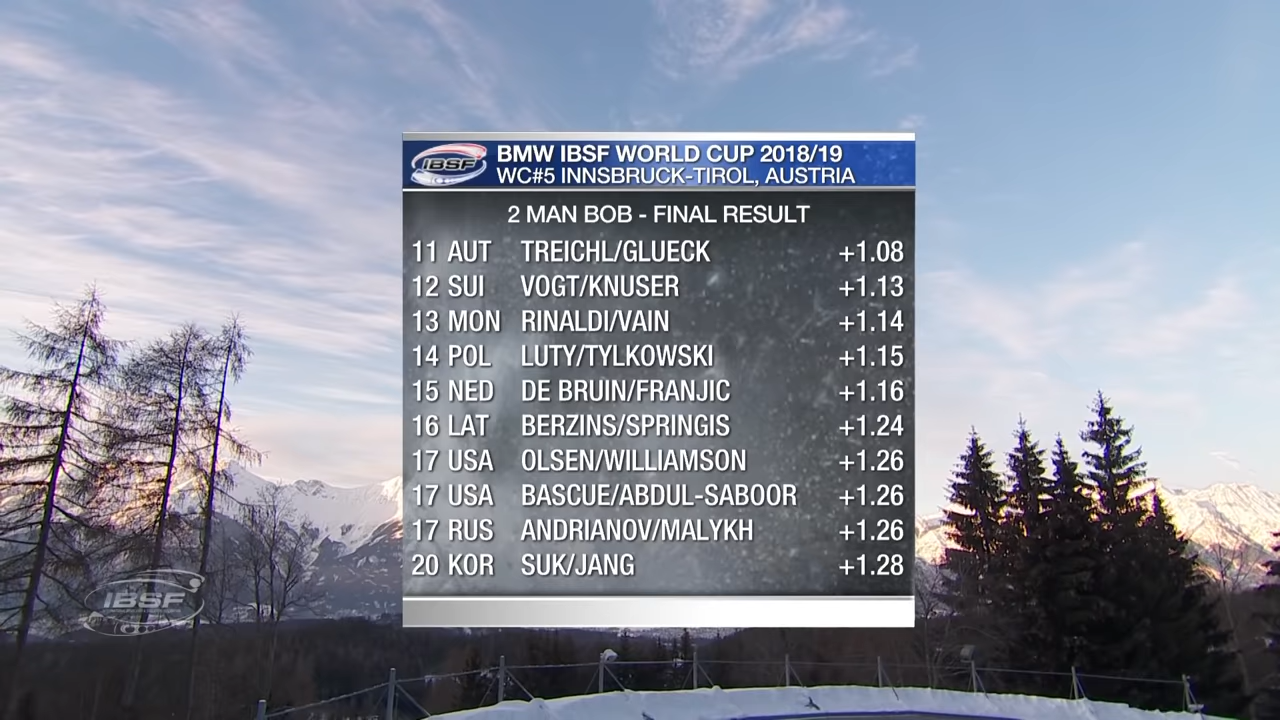 IBSF
BMW IBSF WORLD CUP 2018/19
WC#5 INNSBRUCK-TIROL, AUSTRIA
2 MAN BOB - FINAL RESULT
11 AUT TREICHL/GLUECK +1.08
12 SUI VOGT/KNUSER +1.13
13 MON RINALDI/VAIN +1.14
14 POL LUTY/TYLKOWSKI +1.15
15 NED DE BRUIN/FRANJIC +1.16
16 LAT BERZINS/SPRINGIS +1.24
17 USA OLSEN/WILLIAMSON +1.26
17 USA BASCUE/ABDUL-SABOOR +1.26
17 RUS ANDRIANOV/MALYKH +1.26
20 KOR SUK/JANG +1.28
IBSF